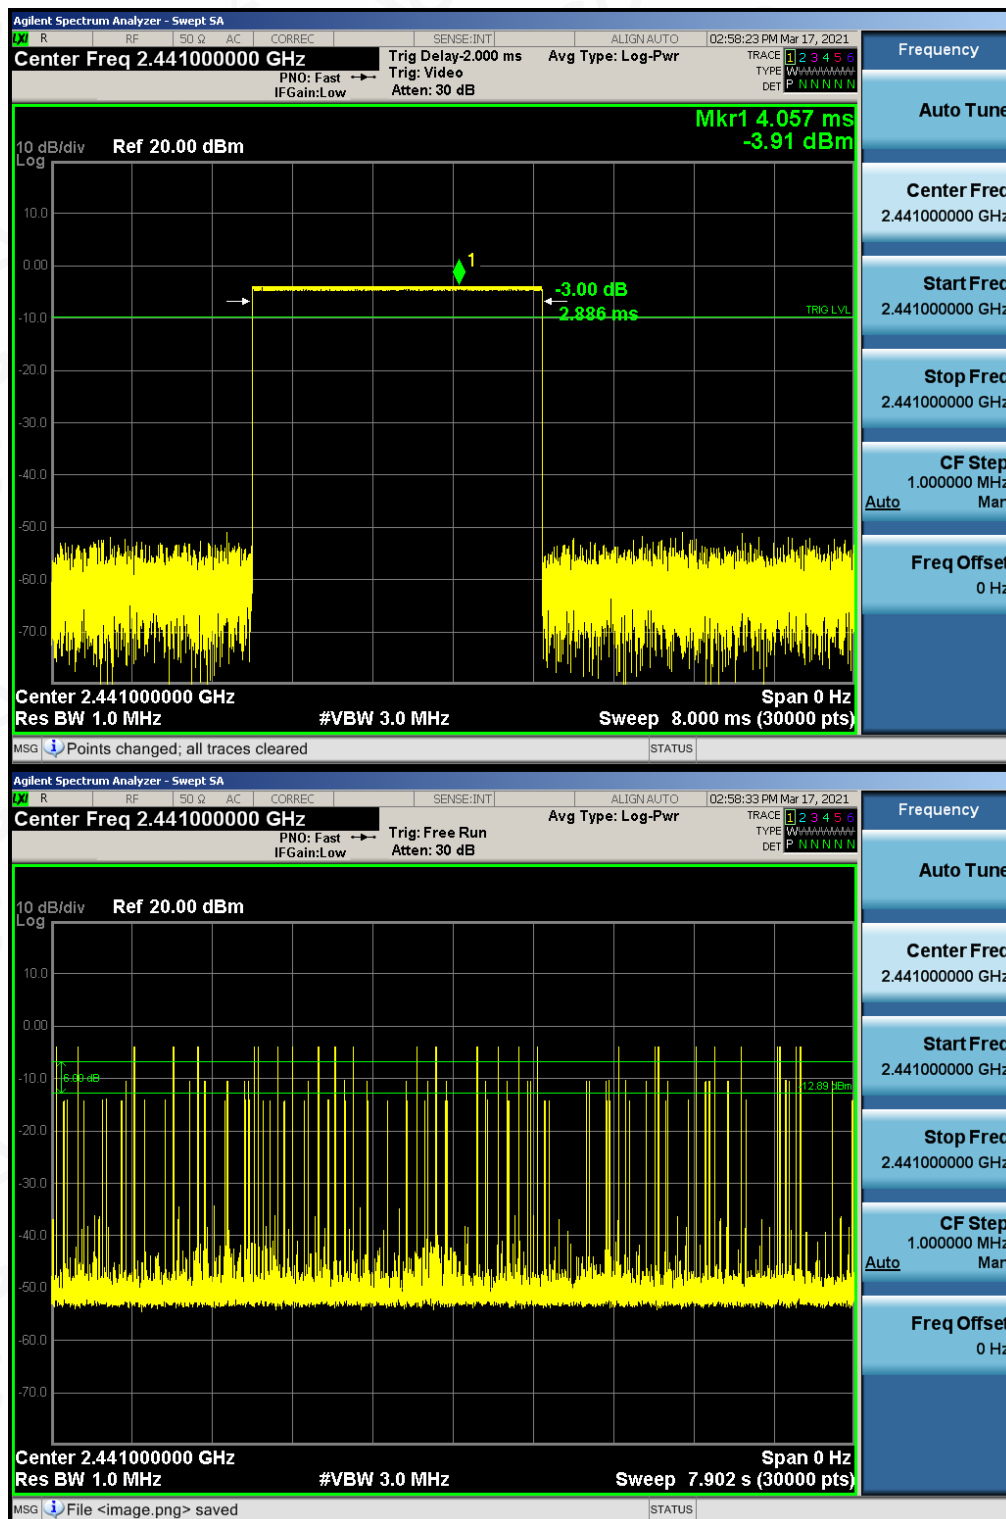 Agilent Spectrum Analyzer - Swept SA
LXI R RF 50 Ω AC CORREC SENSE:INT ALIGN AUTO 02:58:23 PM Mar 17, 2021
Center Freq 2.441000000 GHz Trig Delay-2.000 ms Avg Type: Log-Pwr TRACE 1 2 3 4 5 6
PNO: Fast Trig: Video TYPE
IFGain:Low Atten: 30 dB DET P N N N N N
Mkr1 4.057 ms
-3.91 dBm
10 dB/div Ref 20.00 dBm
Log
10.0
0.00
1
-3.00 dB
2.886 ms
TRIG LVL
-10.0
-20.0
-30.0
-40.0
-50.0
-60.0
-70.0
Center 2.441000000 GHz Span 0 Hz
Res BW 1.0 MHz #VBW 3.0 MHz Sweep 8.000 ms (30000 pts)
MSG Points changed; all traces cleared STATUS
Frequency
Auto Tune
Center Freq
2.441000000 GHz
Start Freq
2.441000000 GHz
Stop Freq
2.441000000 GHz
CF Step
1.000000 MHz
Auto Man
Freq Offset
0 Hz
Agilent Spectrum Analyzer - Swept SA
LXI R RF 50 Ω AC CORREC SENSE:INT ALIGN AUTO 02:58:33 PM Mar 17, 2021
Center Freq 2.441000000 GHz Avg Type: Log-Pwr TRACE 1 2 3 4 5 6
PNO: Fast Trig: Free Run TYPE
IFGain:Low Atten: 30 dB DET P N N N N N
10 dB/div Ref 20.00 dBm
Log
10.0
0.00
-10.0
6.00 dB
-12.89 dBm
-20.0
-30.0
-40.0
-50.0
-60.0
-70.0
Center 2.441000000 GHz Span 0 Hz
Res BW 1.0 MHz #VBW 3.0 MHz Sweep 7.902 s (30000 pts)
MSG File <image.png> saved STATUS
Frequency
Auto Tune
Center Freq
2.441000000 GHz
Start Freq
2.441000000 GHz
Stop Freq
2.441000000 GHz
CF Step
1.000000 MHz
Auto Man
Freq Offset
0 Hz